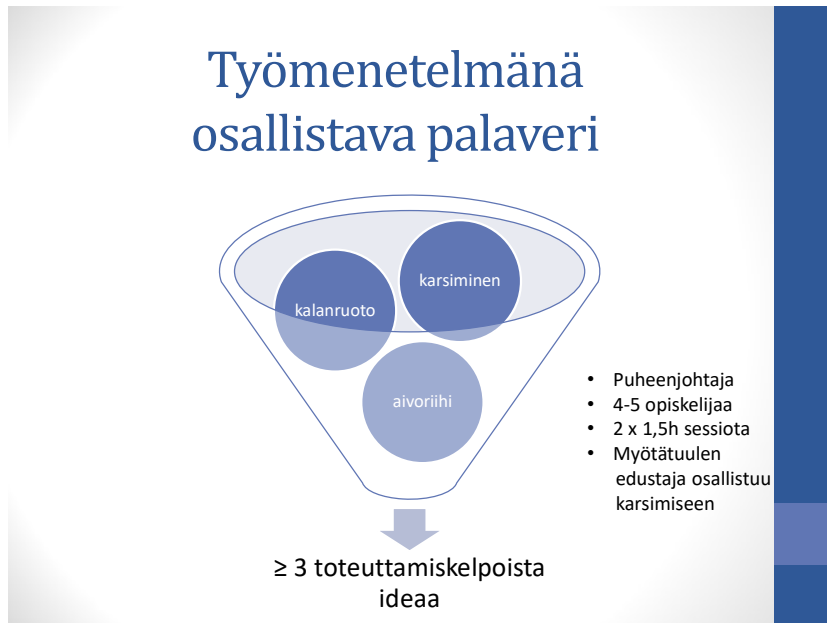 Työmenetelmänä
osallistava palaveri
karsiminen
kalanruoto
aivoriihi
• Puheenjohtaja
• 4-5 opiskelijaa
• 2 x 1,5h sessiota
• Myötätuulen
edustaja osallistuu
karsimiseen
≥ 3 toteuttamiskelpoista
ideaa